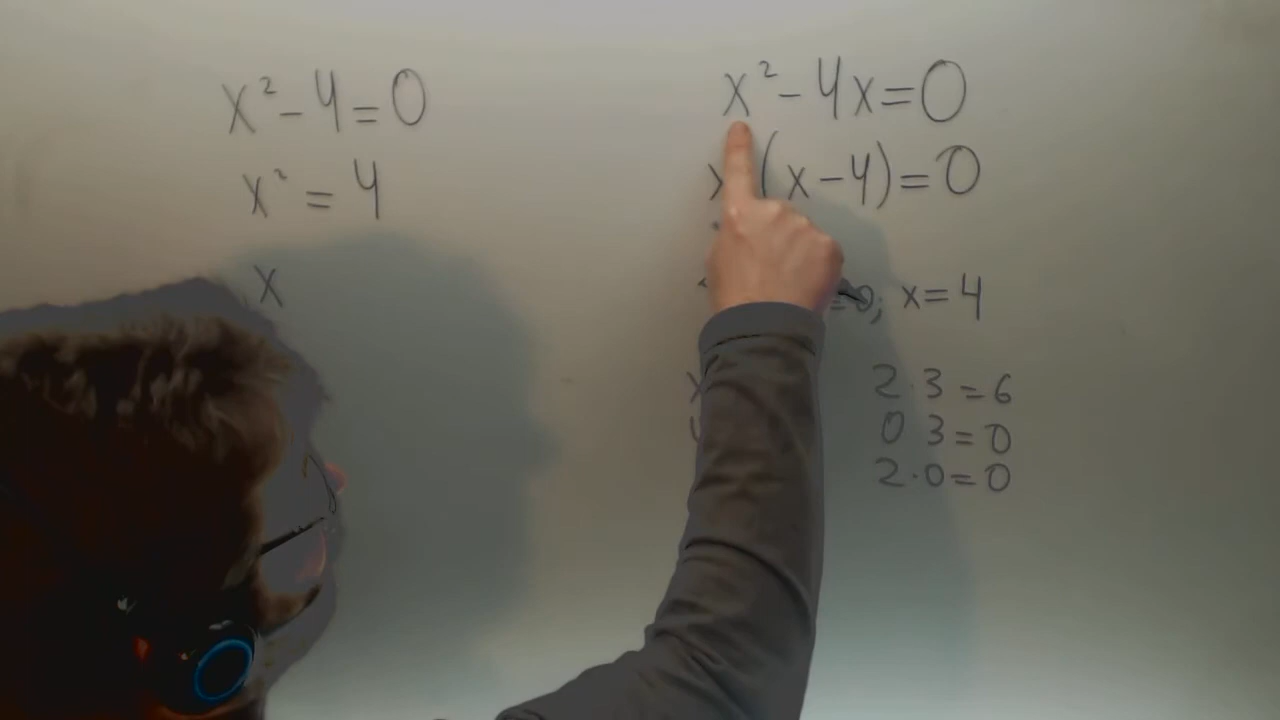 x² - 4 = 0
x² = 4
x
x² - 4x = 0
x (x - 4) = 0
=0; x = 4
2 3 = 6
0 3 = 0
2 · 0 = 0